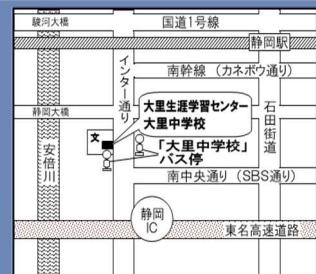 駿河大橋
国道1号線
静岡駅
南幹線（カネボウ通り）
インター通り
静岡大橋
大里生涯学習センター
大里中学校
石田街道
文
「大里中学校」
バス停
安倍川
南中央通り（SBS通り）
静岡
IC
東名高速道路